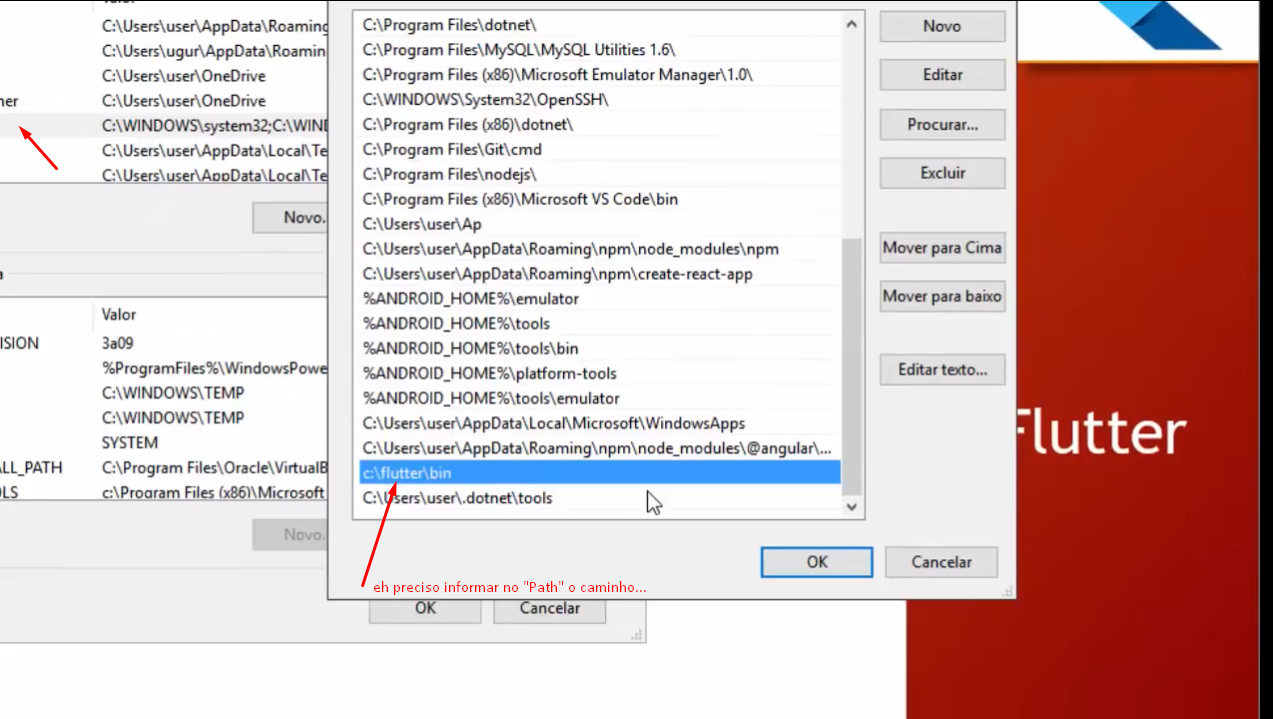 C:\Users\user\AppData\Roaming
C:\Users\ugur\AppData\Roamin
C:\Users\user\OneDrive
ner C:\Users\user\OneDrive
C:\WINDOWS\system32;C:\WIND
C:\Users\user\AppData\Local\Te
C:\Users\user\AppData\Local\Te
Novo.
a
Valor
ISION 3a09
%ProgramFiles%\WindowsPowe
C:\WINDOWS\TEMP
C:\WINDOWS\TEMP
SYSTEM
ALL_PATH C:\Program Files\Oracle\VirtualB
OLS c:\Program Files (x86)\Microsoft
Novo.
OK Cancelar
C:\Program Files\dotnet\
C:\Program Files\MySQL\MySQL Utilities 1.6\
C:\Program Files (x86)\Microsoft Emulator Manager\1.0\
C:\WINDOWS\System32\OpenSSH\
C:\Program Files (x86)\dotnet\
C:\Program Files\Git\cmd
C:\Program Files\nodejs\
C:\Program Files (x86)\Microsoft VS Code\bin
C:\Users\user\Ap
C:\Users\user\AppData\Roaming\npm\node_modules\npm
C:\Users\user\AppData\Roaming\npm\create-react-app
%ANDROID_HOME%\emulator
%ANDROID_HOME%\tools
%ANDROID_HOME%\tools\bin
%ANDROID_HOME%\platform-tools
%ANDROID_HOME%\tools\emulator
C:\Users\user\AppData\Local\Microsoft\WindowsApps
C:\Users\user\AppData\Roaming\npm\node_modules\@angular\...
c:\flutter\bin
C:\Users\user\.dotnet\tools
eh preciso informar no "Path" o caminho...
Novo
Editar
Procurar...
Excluir
Mover para Cima
Mover para baixo
Editar texto...
OK Cancelar
Flutter